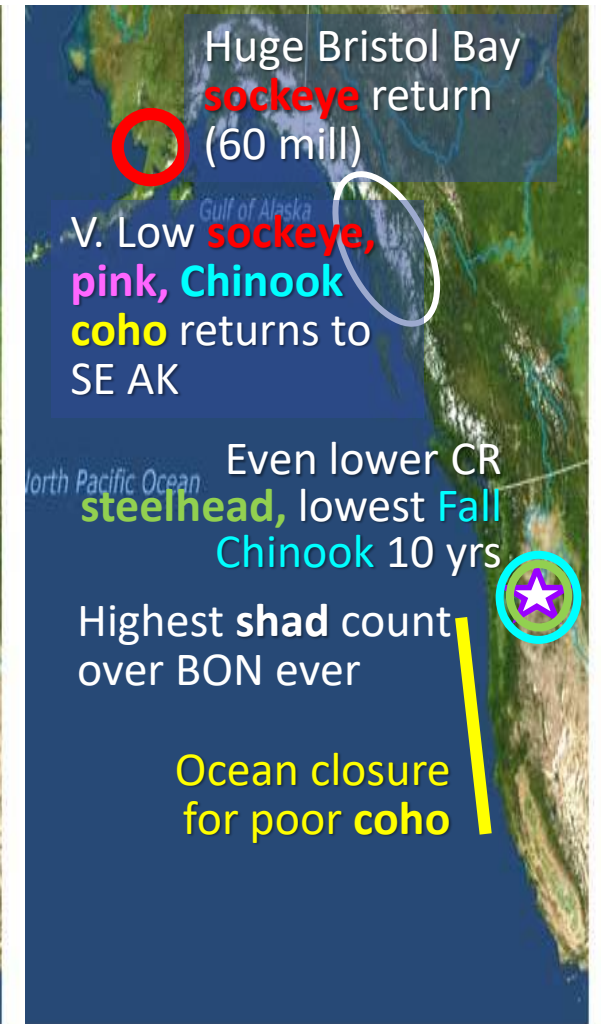 Huge Bristol Bay
sockeye return
(60 mill)
Gulf of Alaska
V. Low sockeye,
pink, Chinook
coho returns to
SE AK
Even lower CR
North Pacific Ocean
steelhead, lowest Fall
Chinook 10 yrs
Highest shad count
over BON ever
Ocean closure
for poor coho